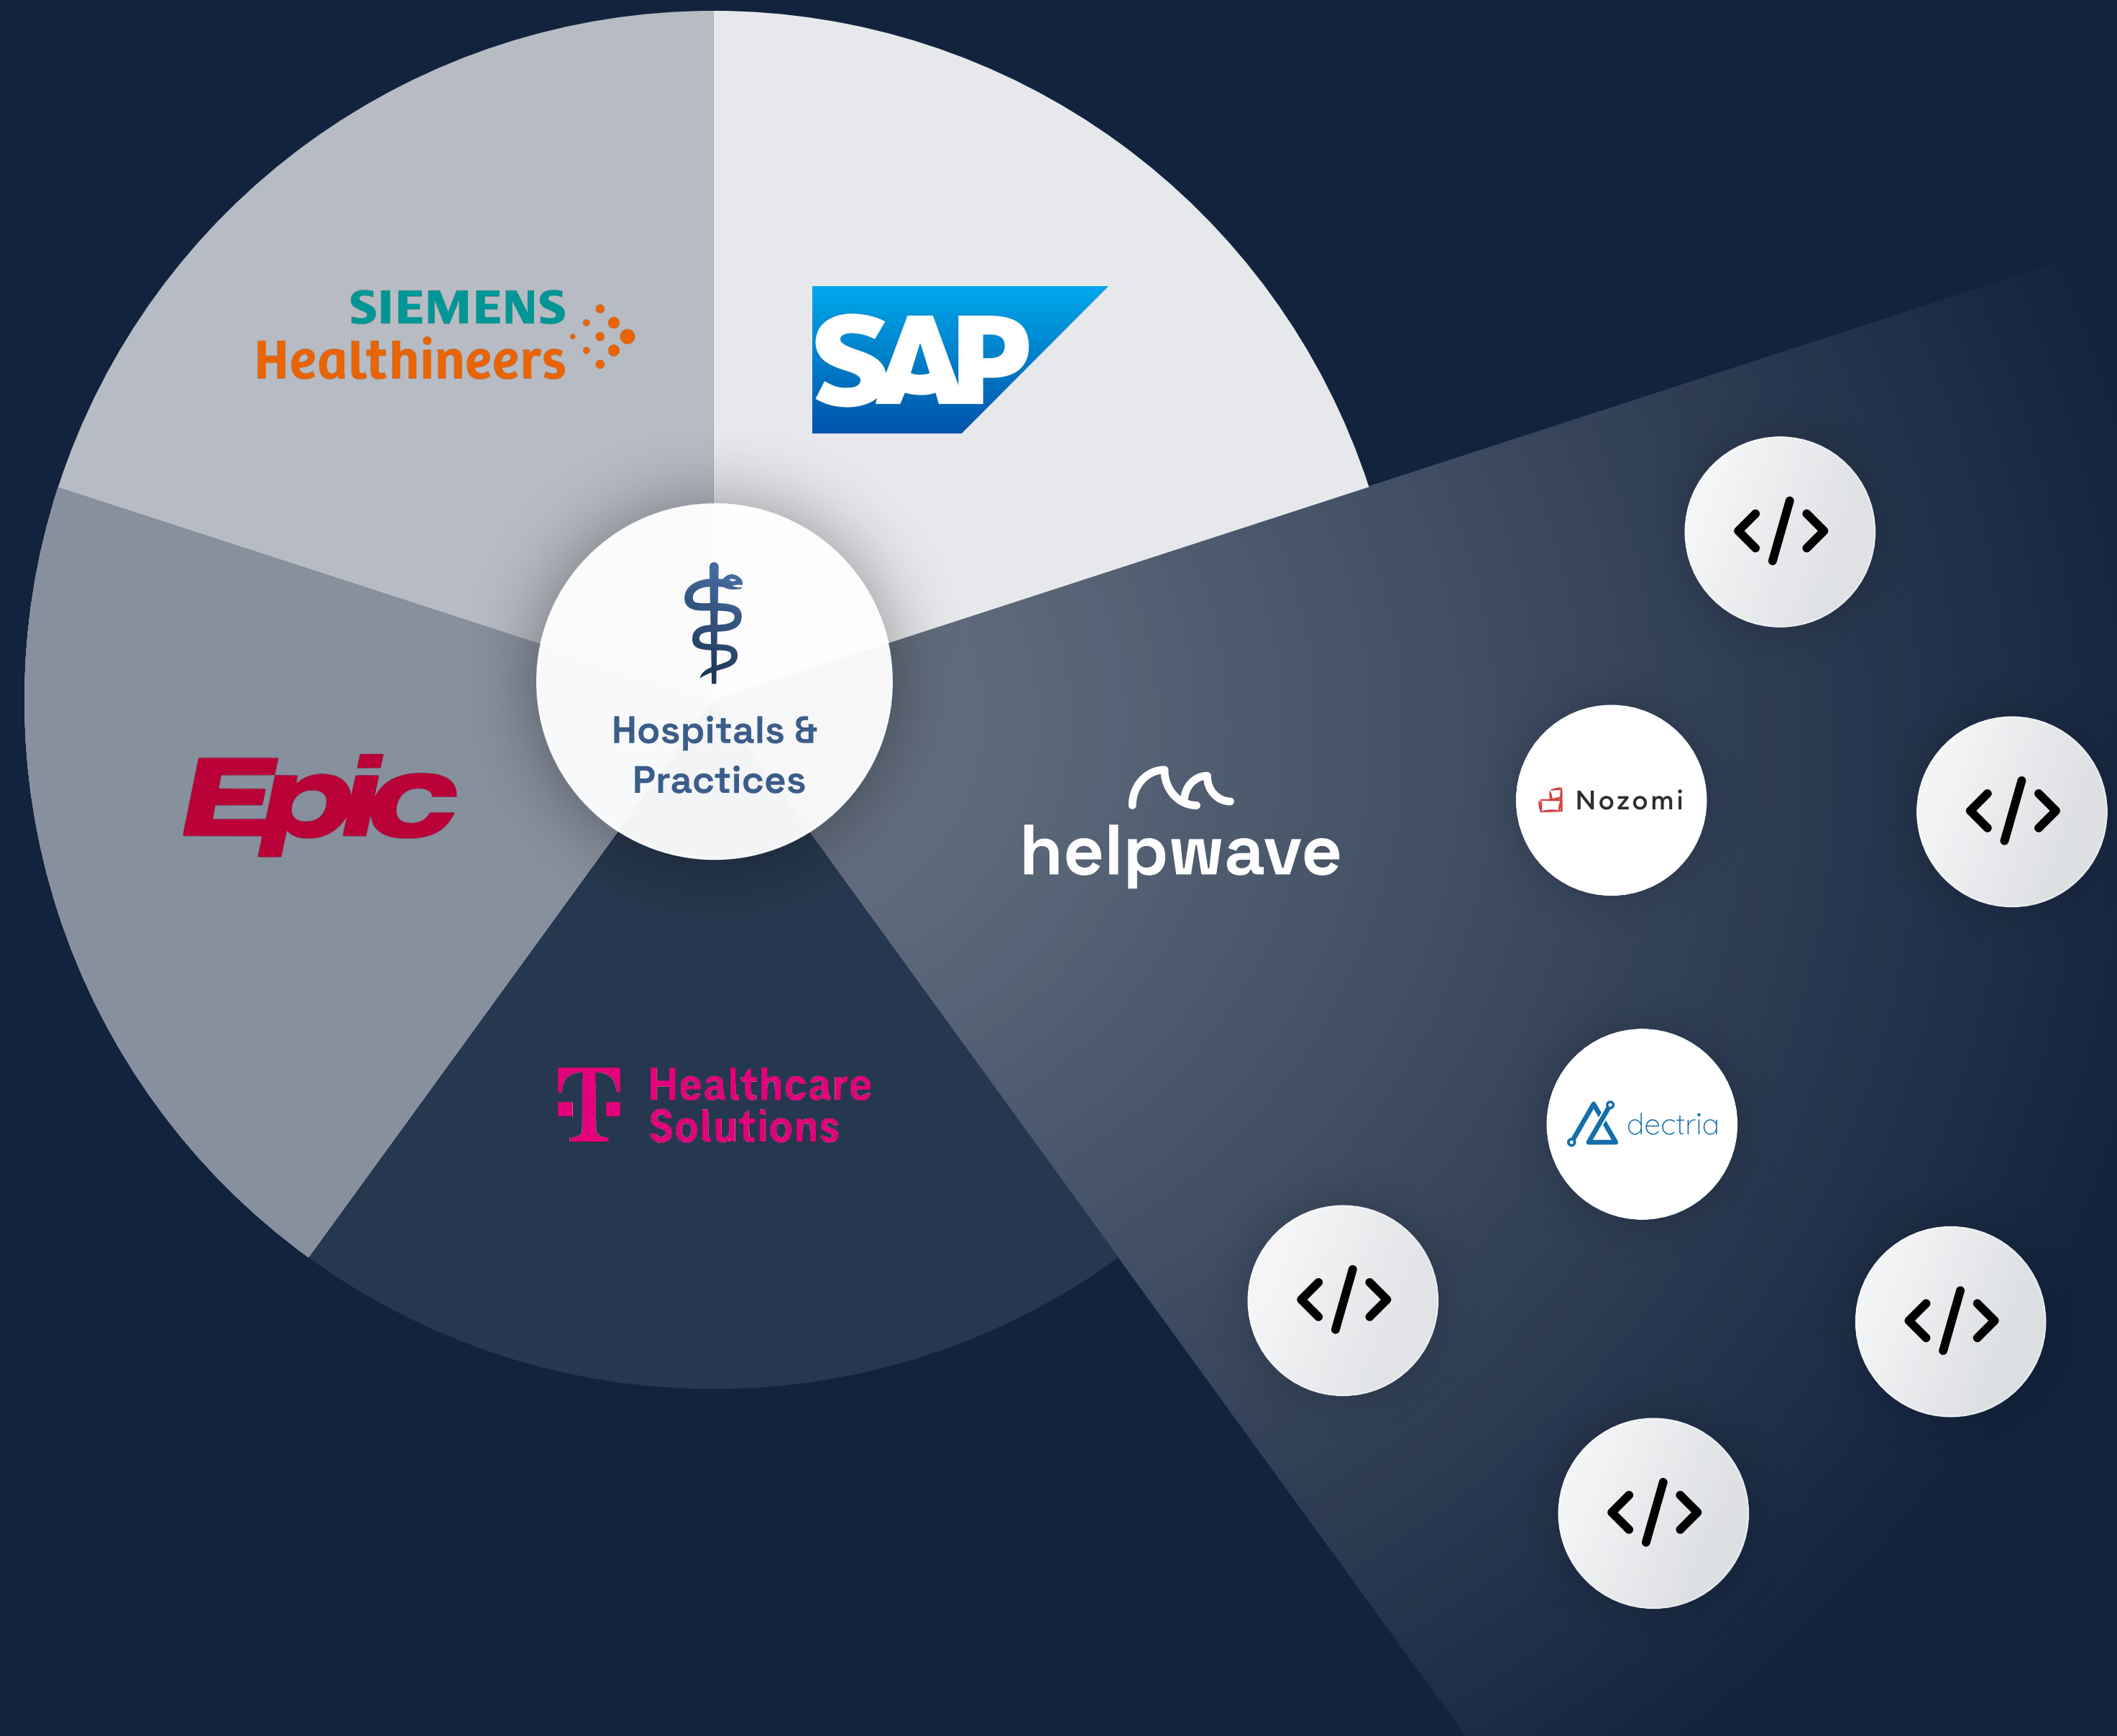 SIEMENS
Healthineers
SAP
Hospitals &
Practices
Epic
helpwave
Nozomi
T Healthcare
Solutions
dectria
</>
</>
</>
</>
</>